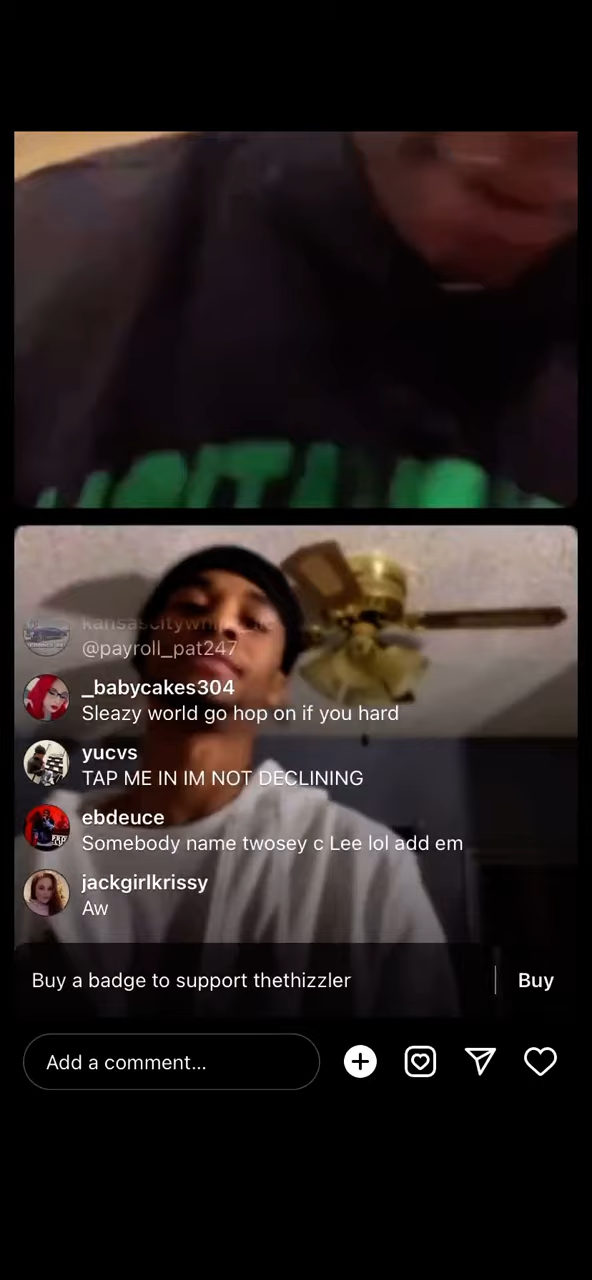 @payroll_pat247
_babycakes304
Sleazy world go hop on if you hard
yucvs
TAP ME IN IM NOT DECLINING
ebdeuce
Somebody name twosey c Lee lol add em
jackgirlkrissy
Aw
Buy a badge to support thethizzler
Buy
Add a comment...